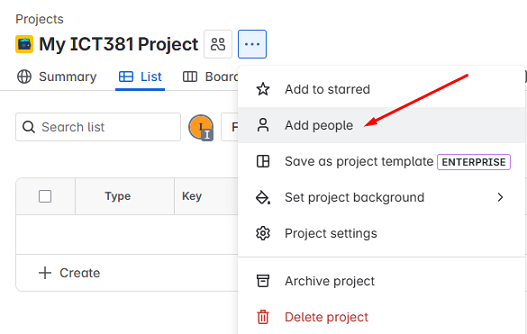 Projects
My ICT381 Project
Summary
List
Board
Add to starred
Search list
I
I
F
Add people
Save as project template ENTERPRISE
Type
Key
Set project background
Project settings
Create
Archive project
Delete project